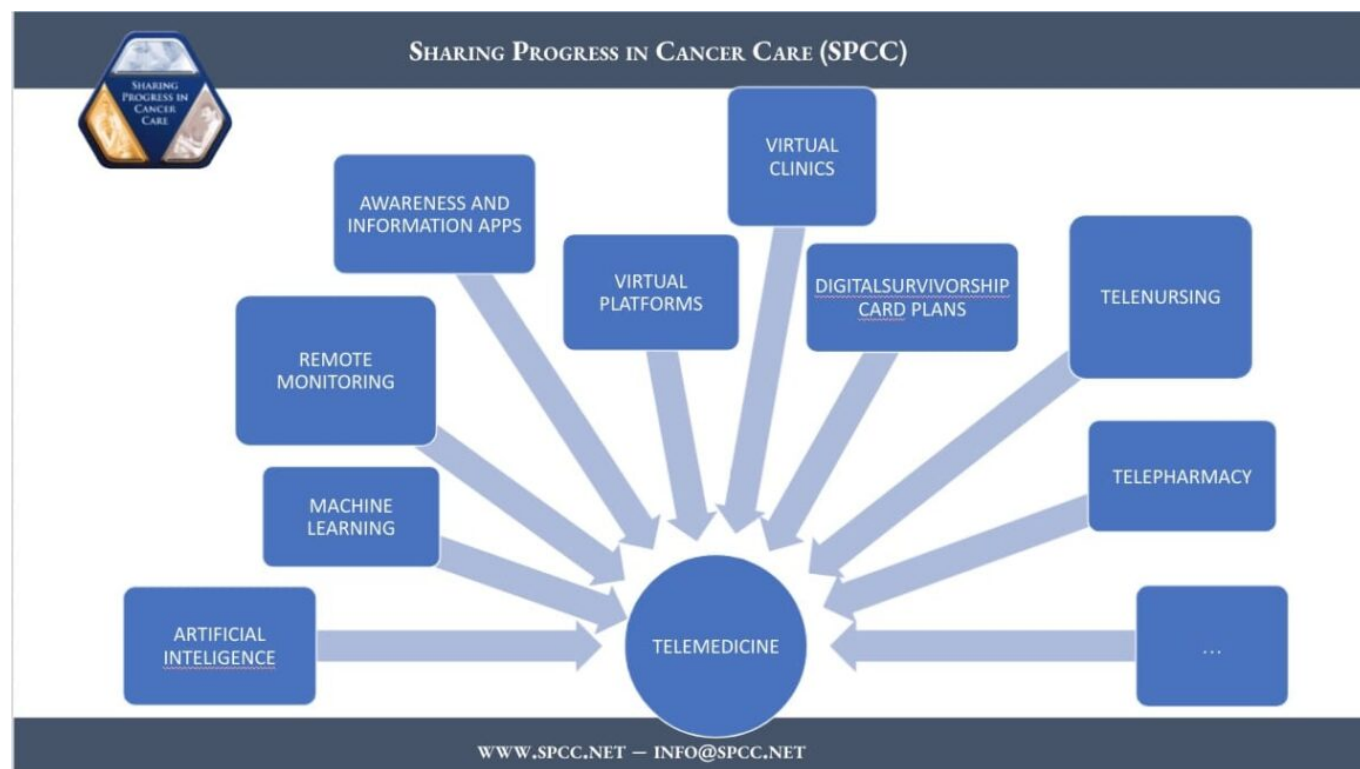 SHARING PROGRESS IN CANCER CARE (SPCC)
SHARING
PROGRESS IN
CANCER
CARE
VIRTUAL
CLINICS
AWARENESS AND
INFORMATION APPS
VIRTUAL
PLATFORMS
DIGITALSURVIVORSHIP
CARD PLANS
TELENURSING
REMOTE
MONITORING
TELEPHARMACY
MACHINE
LEARNING
ARTIFICIAL
INTELIGENCE
TELEMEDICINE
...
WWW.SPCC.NET – INFO@SPCC.NET